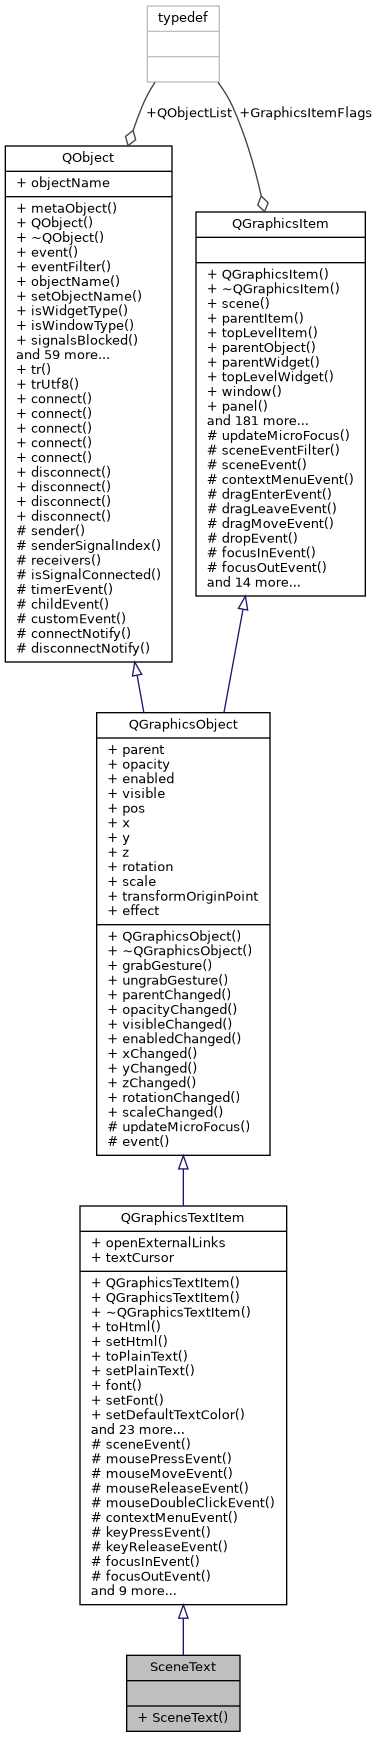 typedef
+QObjectList
+GraphicsItemFlags
QObject
+ objectName
+ metaObject()
+ QObject()
+ ~QObject()
+ event()
+ eventFilter()
+ objectName()
+ setObjectName()
+ isWidgetType()
+ isWindowType()
+ signalsBlocked()
and 59 more...
+ tr()
+ trUtf8()
+ connect()
+ connect()
+ connect()
+ connect()
+ connect()
+ disconnect()
+ disconnect()
+ disconnect()
+ disconnect()
# sender()
# senderSignalIndex()
# receivers()
# isSignalConnected()
# timerEvent()
# childEvent()
# customEvent()
# connectNotify()
# disconnectNotify()
QGraphicsItem
+ QGraphicsItem()
+ ~QGraphicsItem()
+ scene()
+ parentItem()
+ topLevelItem()
+ parentObject()
+ parentWidget()
+ topLevelWidget()
+ window()
+ panel()
and 181 more...
# updateMicroFocus()
# sceneEventFilter()
# sceneEvent()
# contextMenuEvent()
# dragEnterEvent()
# dragLeaveEvent()
# dragMoveEvent()
# dropEvent()
# focusInEvent()
# focusOutEvent()
and 14 more...
QGraphicsObject
+ parent
+ opacity
+ enabled
+ visible
+ pos
+ x
+ y
+ z
+ rotation
+ scale
+ transformOriginPoint
+ effect
+ QGraphicsObject()
+ ~QGraphicsObject()
+ grabGesture()
+ ungrabGesture()
+ parentChanged()
+ opacityChanged()
+ visibleChanged()
+ enabledChanged()
+ xChanged()
+ yChanged()
+ zChanged()
+ rotationChanged()
+ scaleChanged()
# updateMicroFocus()
# event()
QGraphicsTextItem
+ openExternalLinks
+ textCursor
+ QGraphicsTextItem()
+ QGraphicsTextItem()
+ ~QGraphicsTextItem()
+ toHtml()
+ setHtml()
+ toPlainText()
+ setPlainText()
+ font()
+ setFont()
+ setDefaultTextColor()
and 23 more...
# sceneEvent()
# mousePressEvent()
# mouseMoveEvent()
# mouseReleaseEvent()
# mouseDoubleClickEvent()
# contextMenuEvent()
# keyPressEvent()
# keyReleaseEvent()
# focusInEvent()
# focusOutEvent()
and 9 more...
SceneText
+ SceneText()